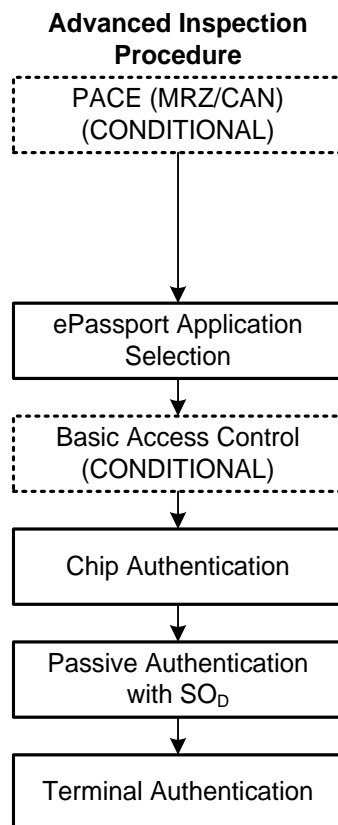 Advanced Inspection
Procedure
PACE (MRZ/CAN)
(CONDITIONAL)
ePassport Application
Selection
Basic Access Control
(CONDITIONAL)
Chip Authentication
Passive Authentication
with SOD
Terminal Authentication